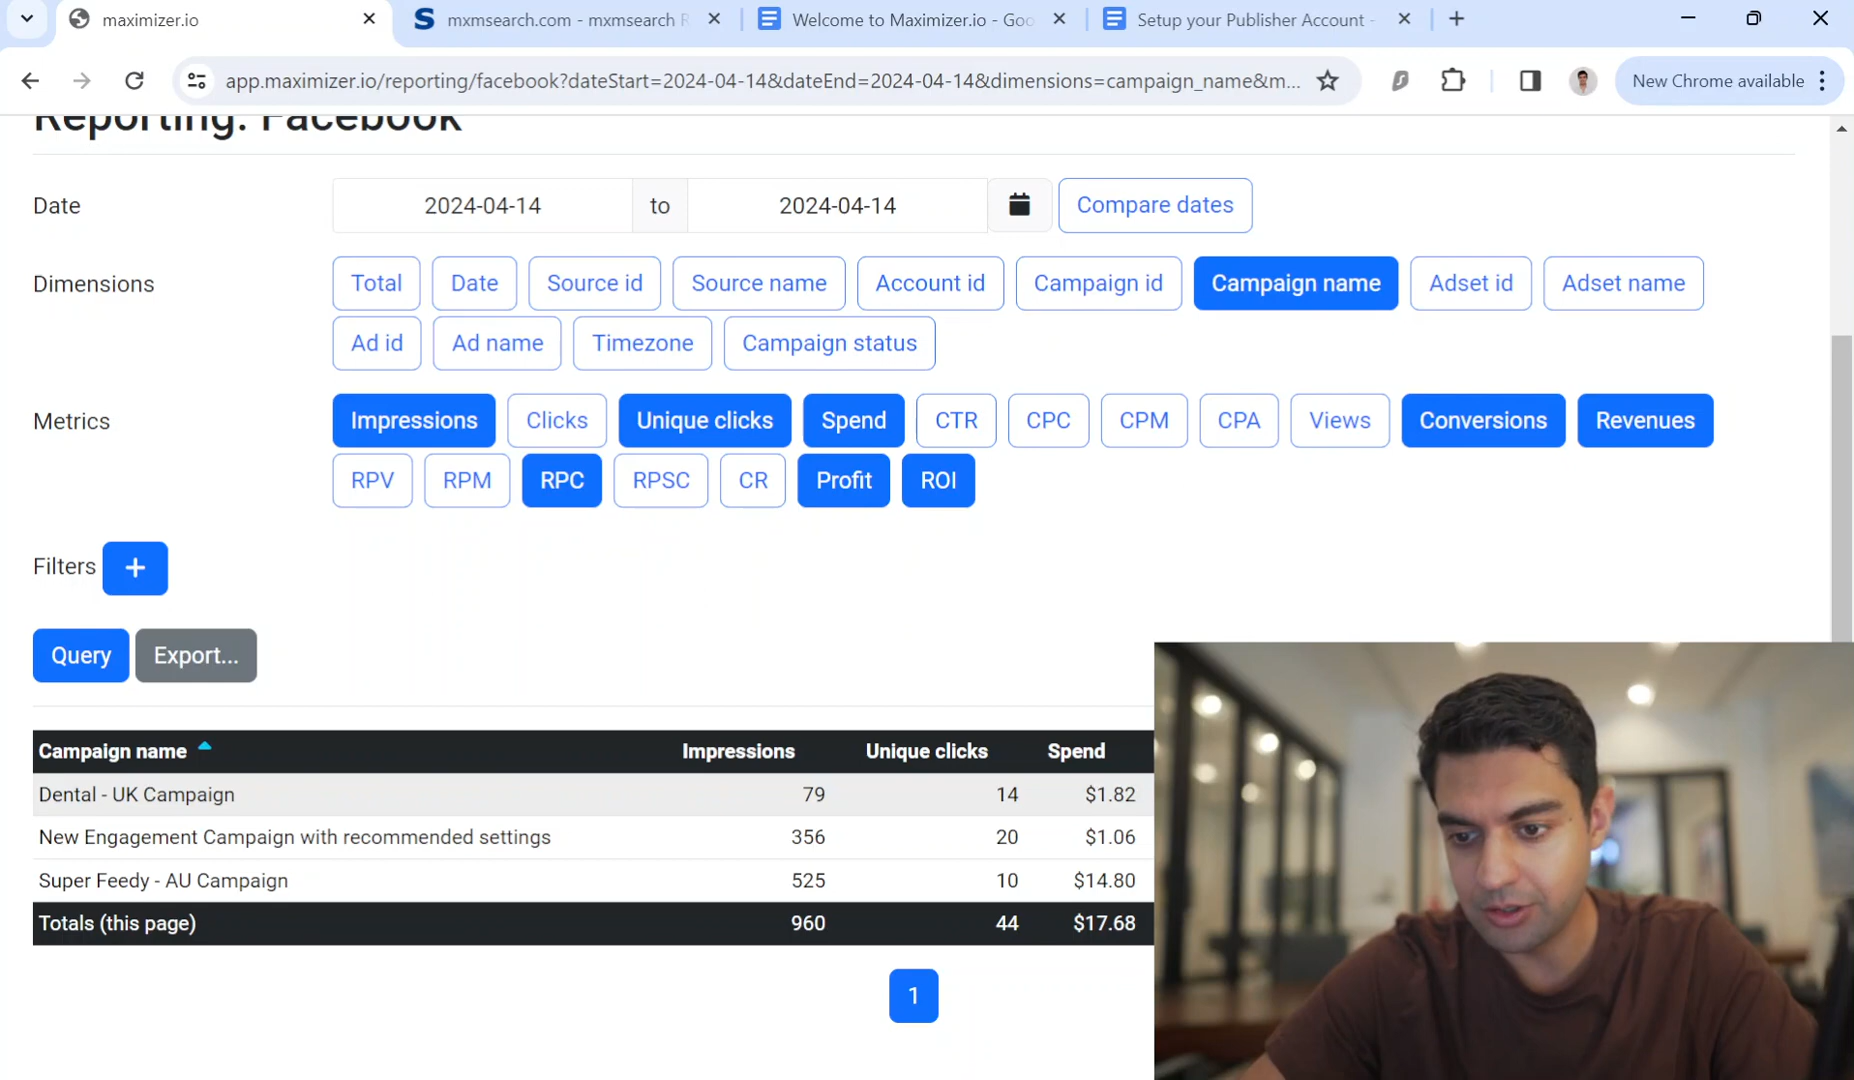 maximizer.io
mxmsearch.com - mxmsearch R
Welcome to Maximizer.io - Goo
Setup your Publisher Account -
app.maximizer.io/reporting/facebook?dateStart=2024-04-14&dateEnd=2024-04-14&dimensions=campaign_name&m...
New Chrome available
Reporting: Facebook
Date
2024-04-14
to
2024-04-14
Compare dates
Dimensions
Total
Date
Source id
Source name
Account id
Campaign id
Campaign name
Adset id
Adset name
Ad id
Ad name
Timezone
Campaign status
Metrics
Impressions
Clicks
Unique clicks
Spend
CTR
CPC
CPM
CPA
Views
Conversions
Revenues
RPV
RPM
RPC
RPSC
CR
Profit
ROI
Filters
+
Query
Export...
Campaign name Impressions Unique clicks Spend
Dental - UK Campaign 79 14 $1.82
New Engagement Campaign with recommended settings 356 20 $1.06
Super Feedy - AU Campaign 525 10 $14.80
Totals (this page) 960 44 $17.68
1